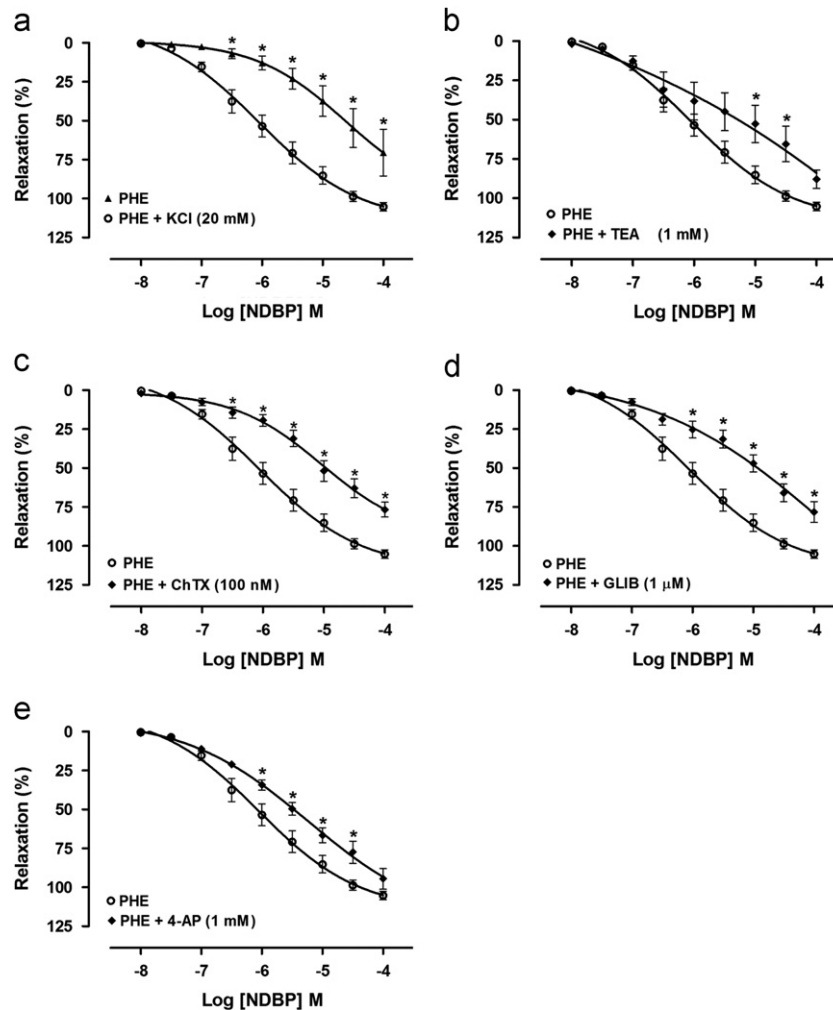 a
0
25
50
75
100
125
Relaxation (%)
* * * * * *
▲ PHE
○ PHE + KCl (20 mM)
-8 -7 -6 -5 -4
Log [NDBP] M
b
0
25
50
75
100
125
Relaxation (%)
* *
○ PHE
◆ PHE + TEA (1 mM)
-8 -7 -6 -5 -4
Log [NDBP] M
c
0
25
50
75
100
125
Relaxation (%)
* * * * * *
○ PHE
◆ PHE + ChTX (100 nM)
-8 -7 -6 -5 -4
Log [NDBP] M
d
0
25
50
75
100
125
Relaxation (%)
* * * * *
○ PHE
◆ PHE + GLIB (1 μM)
-8 -7 -6 -5 -4
Log [NDBP] M
e
0
25
50
75
100
125
Relaxation (%)
* * * *
○ PHE
◆ PHE + 4-AP (1 mM)
-8 -7 -6 -5 -4
Log [NDBP] M